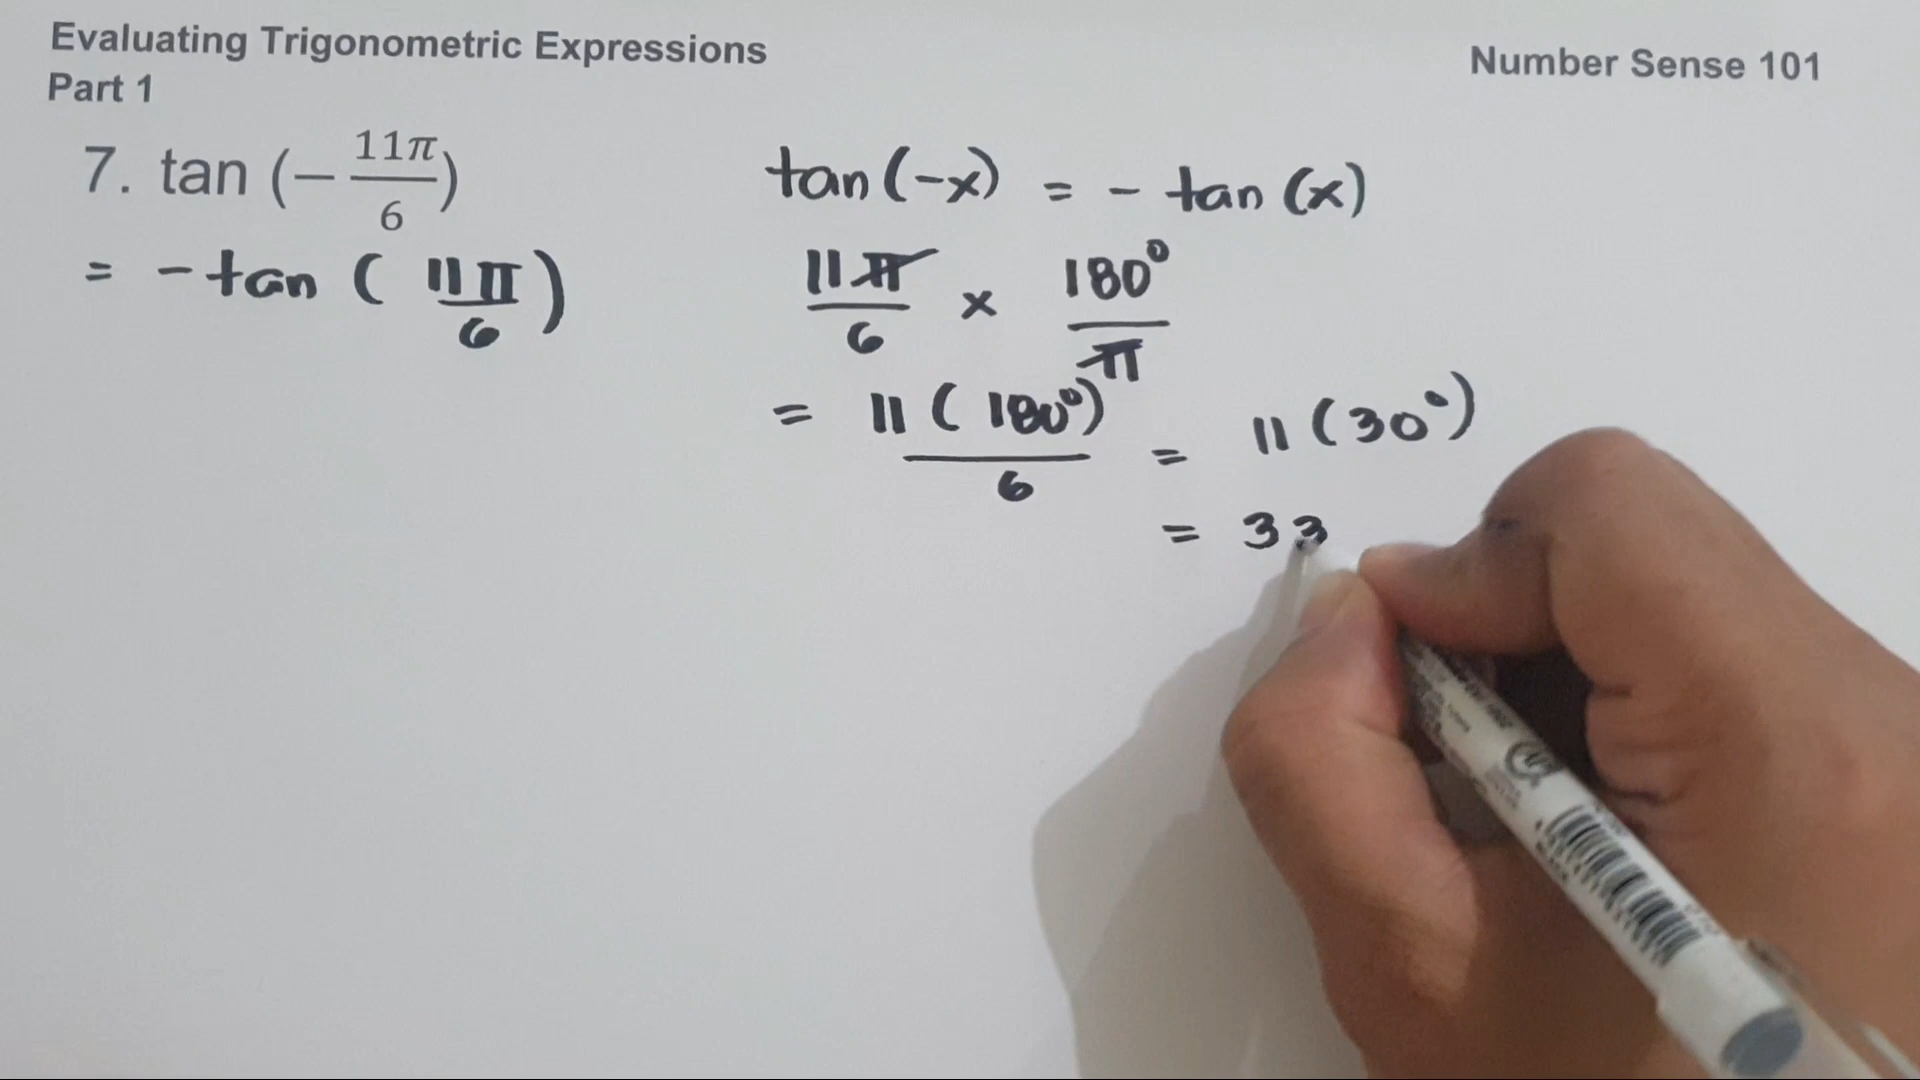 Evaluating Trigonometric Expressions
Part 1
Number Sense 101
7. tan (− 11π/6)
= - tan ( 11π/6 )
tan(-x) = - tan(x)
11π/6 x 180°/π
= 11(180°)/6 = 11(30°)
= 33